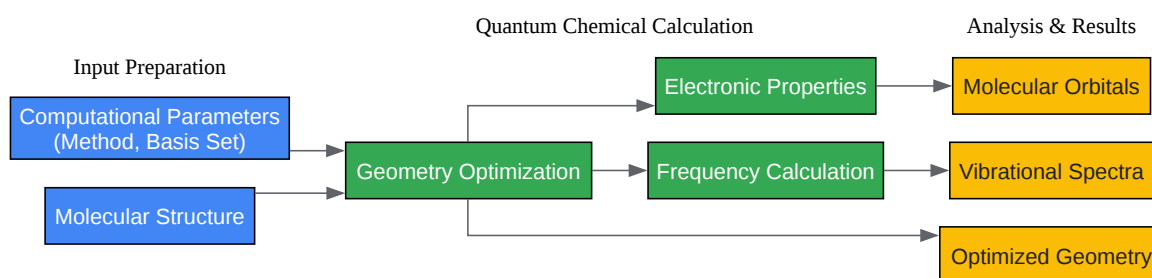 Quantum Chemical Calculation
Analysis & Results
Input Preparation
Electronic Properties
Molecular Orbitals
Computational Parameters
(Method, Basis Set)
Geometry Optimization
Frequency Calculation
Vibrational Spectra
Molecular Structure
Optimized Geometry